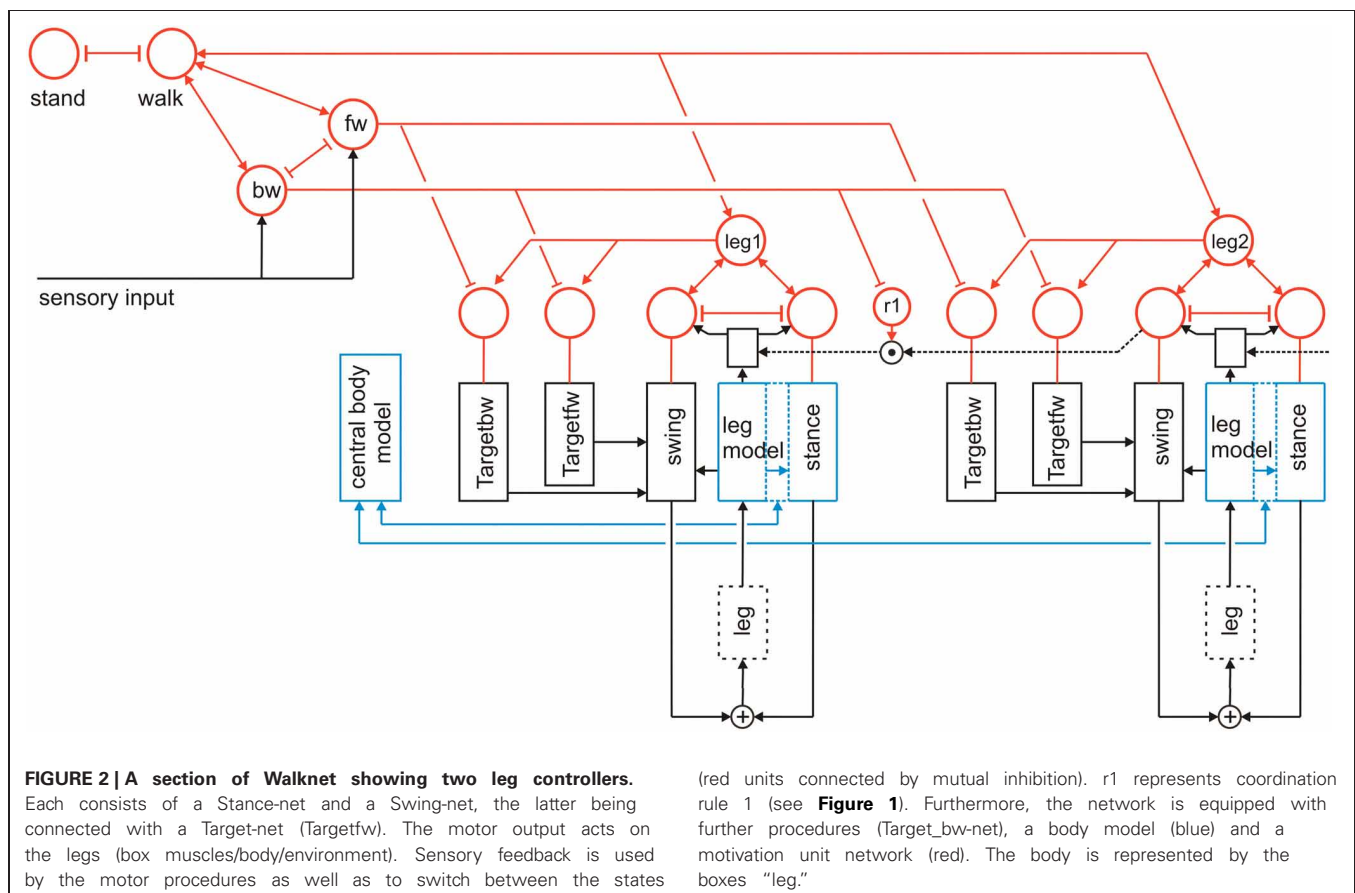 stand
walk
fw
bw
sensory input
leg1
leg2
r1
central body
model
Targetbw
Targetfw
swing
leg
model
stance
Targetbw
Targetfw
swing
leg
model
stance
leg
leg
+
+
FIGURE 2 | A section of Walknet showing two leg controllers.
Each consists of a Stance-net and a Swing-net, the latter being
connected with a Target-net (Targetfw). The motor output acts on
the legs (box muscles/body/environment). Sensory feedback is used
by the motor procedures as well as to switch between the states
(red units connected by mutual inhibition). r1 represents coordination
rule 1 (see Figure 1). Furthermore, the network is equipped with
further procedures (Target_bw-net), a body model (blue) and a
motivation unit network (red). The body is represented by the
boxes “leg.”